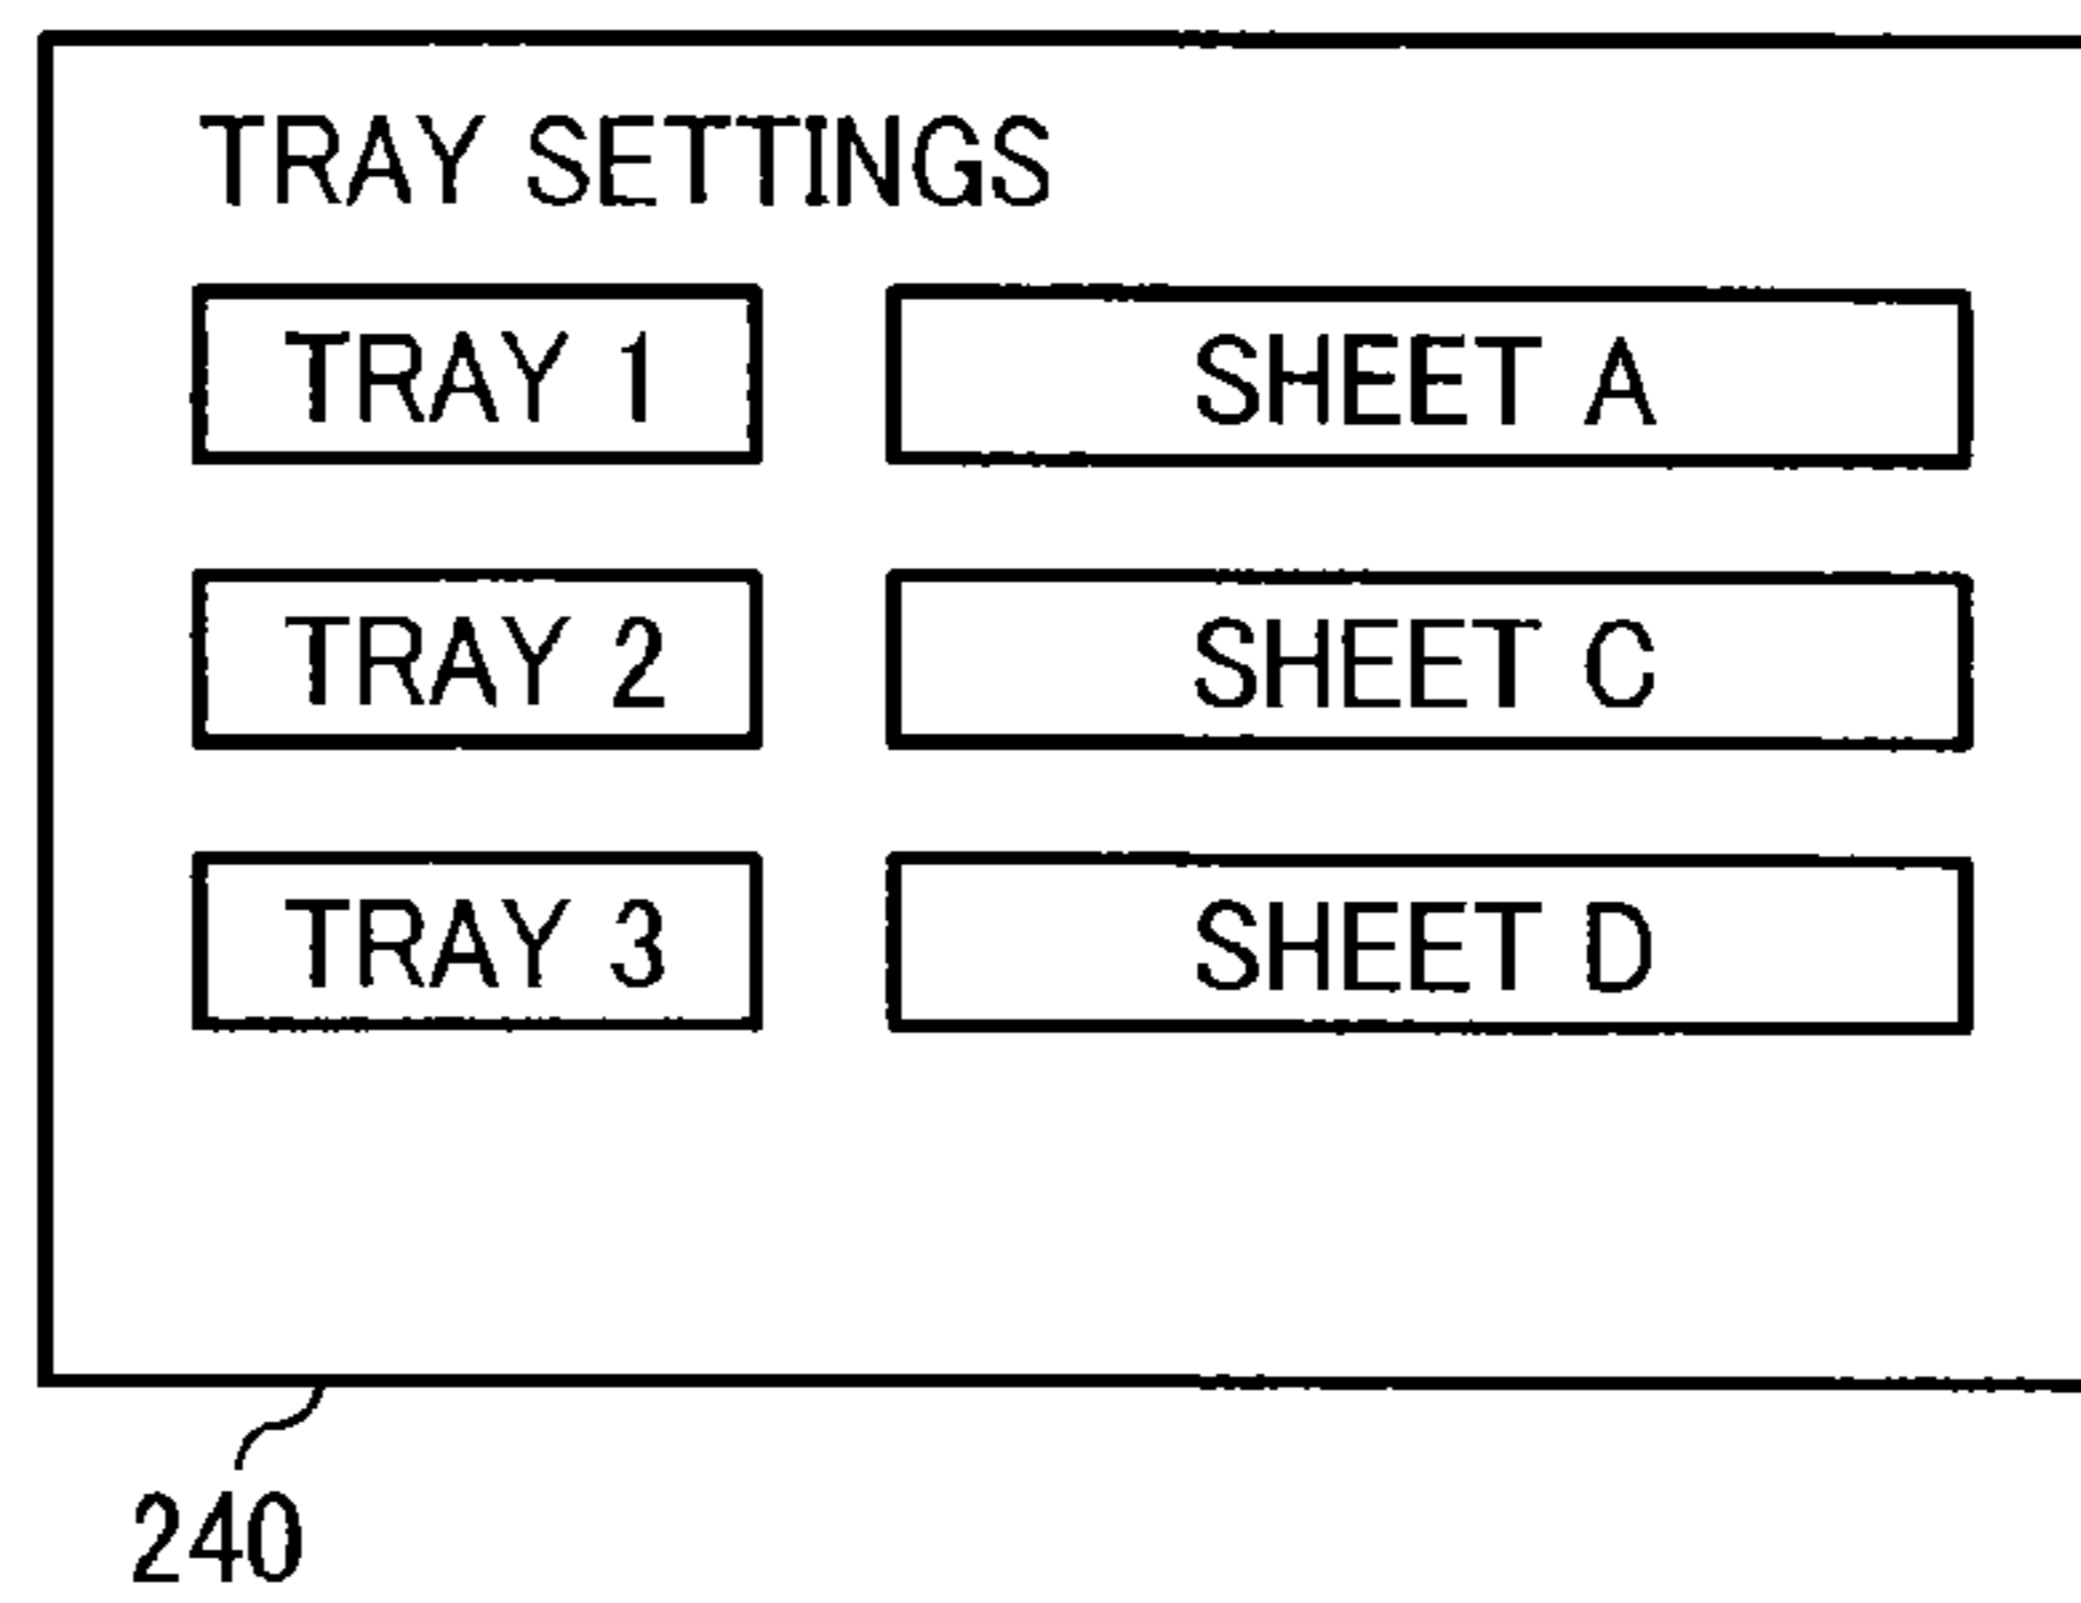 TRAY SETTINGS
TRAY 1 SHEET A
TRAY 2 SHEET C
TRAY 3 SHEET D
240